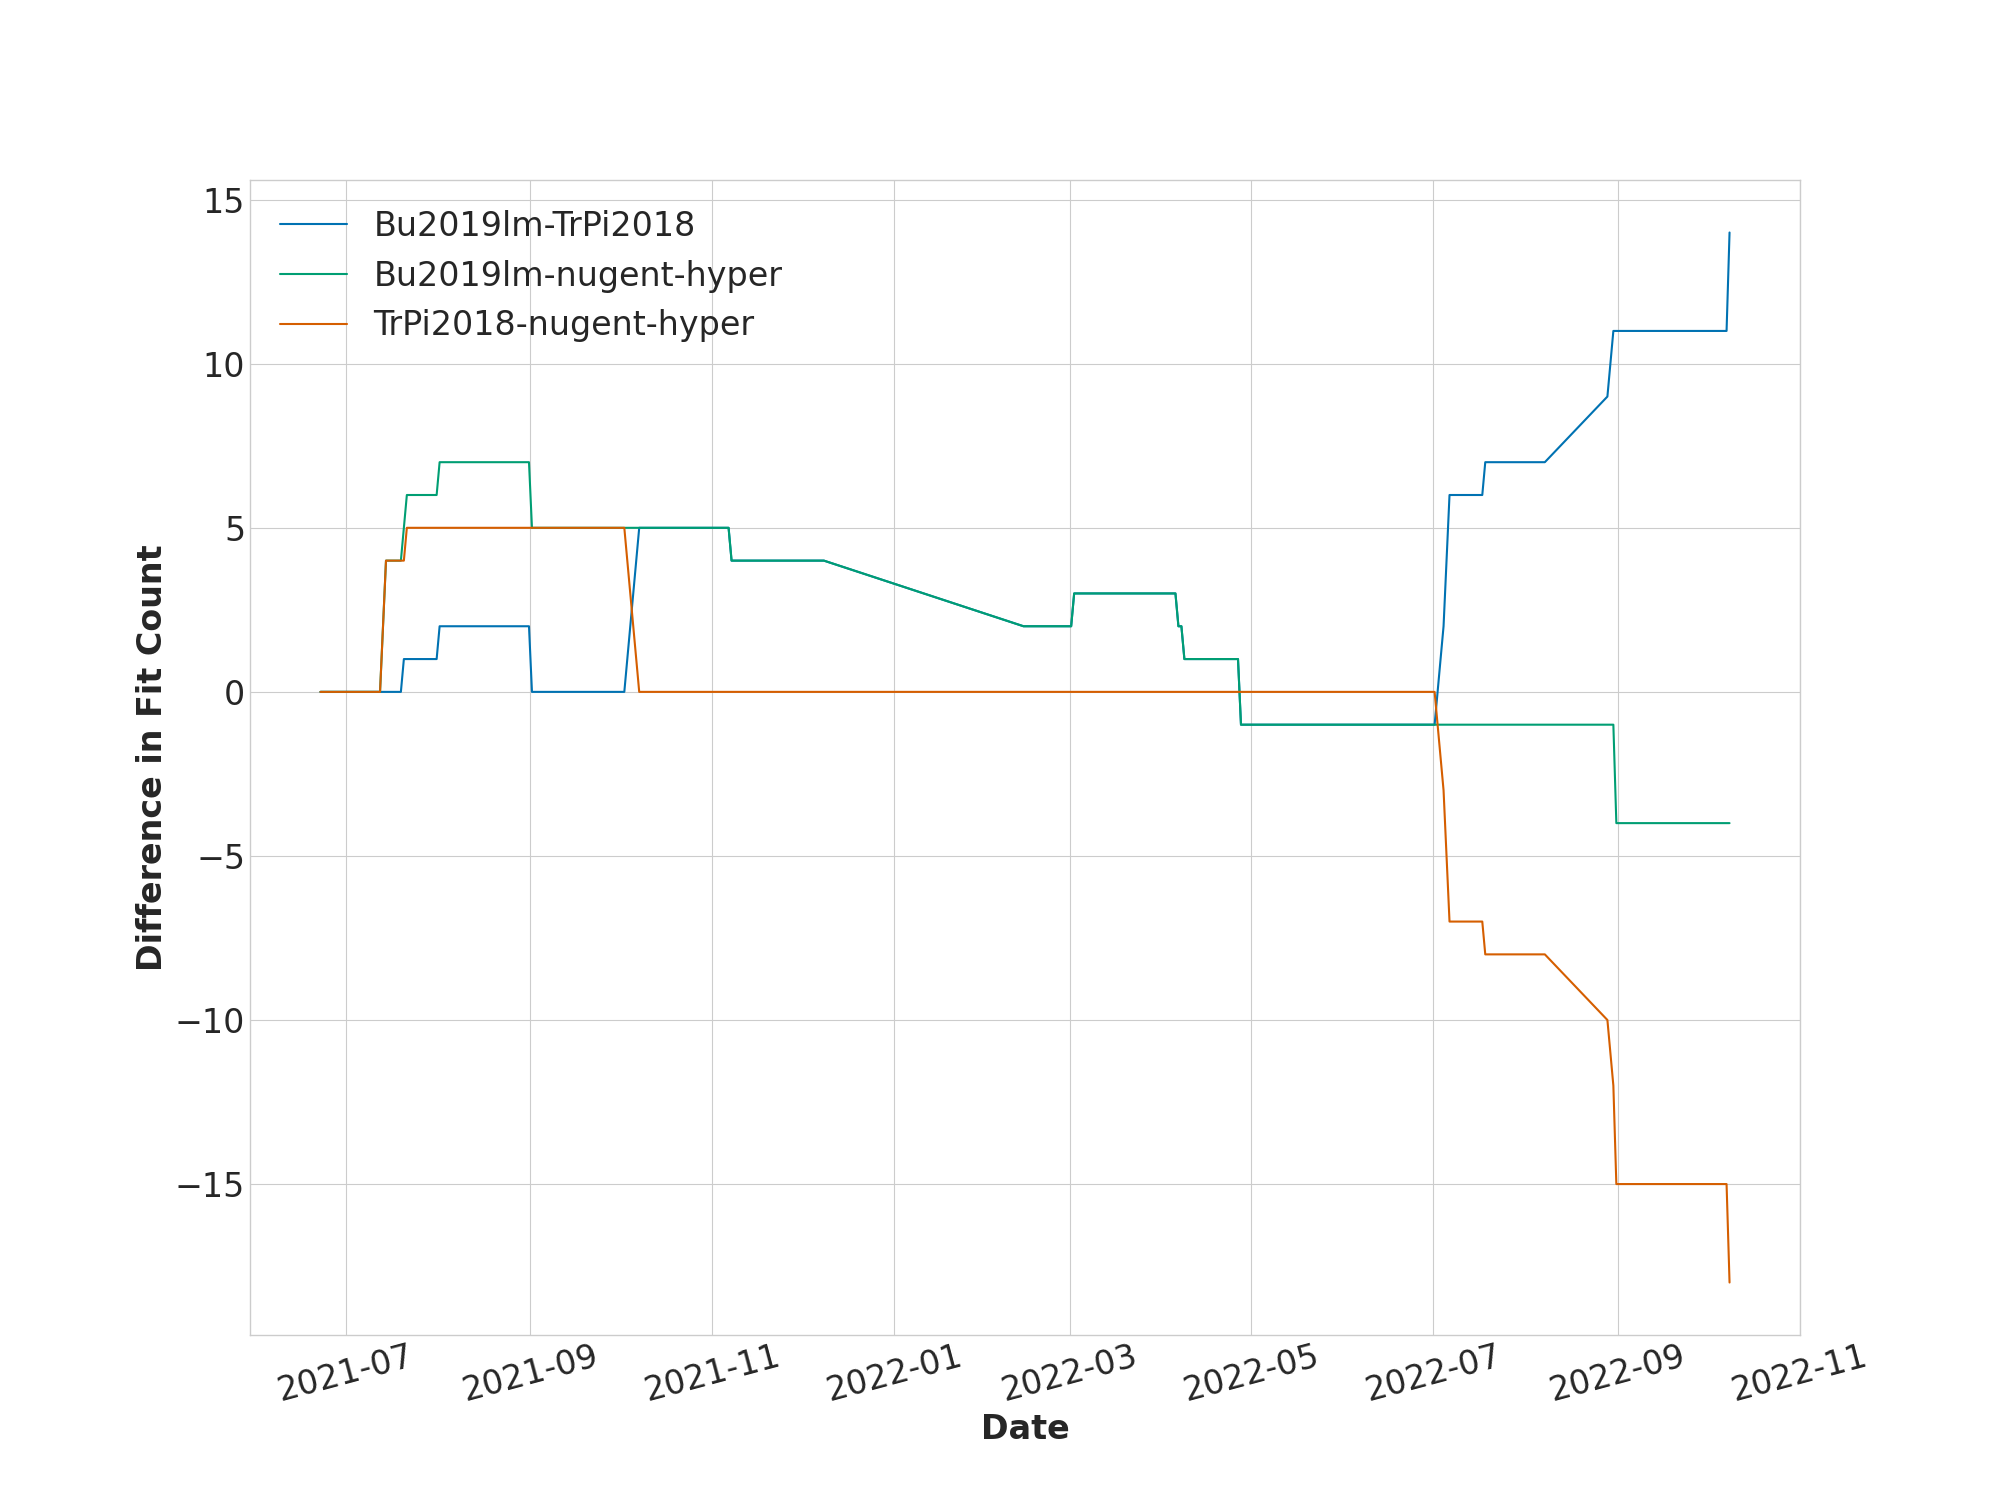 15
10
5
0
−5
−10
−15
Difference in Fit Count
Bu2019lm-TrPi2018
Bu2019lm-nugent-hyper
TrPi2018-nugent-hyper
2021-07 2021-09 2021-11 2022-01 2022-03 2022-05 2022-07 2022-09 2022-11
Date